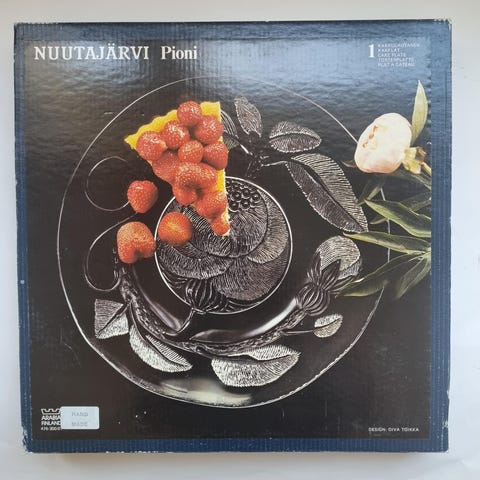 NUUTAJÄRVI Pioni
1
KAKKULAUTANEN
KAKFAT
CAKE PLATE
TORTENPLATTE
PLAT A GATEAU
ARABIA
FINLAND
HAND
MADE
DESIGN: OIVA TOIKKA